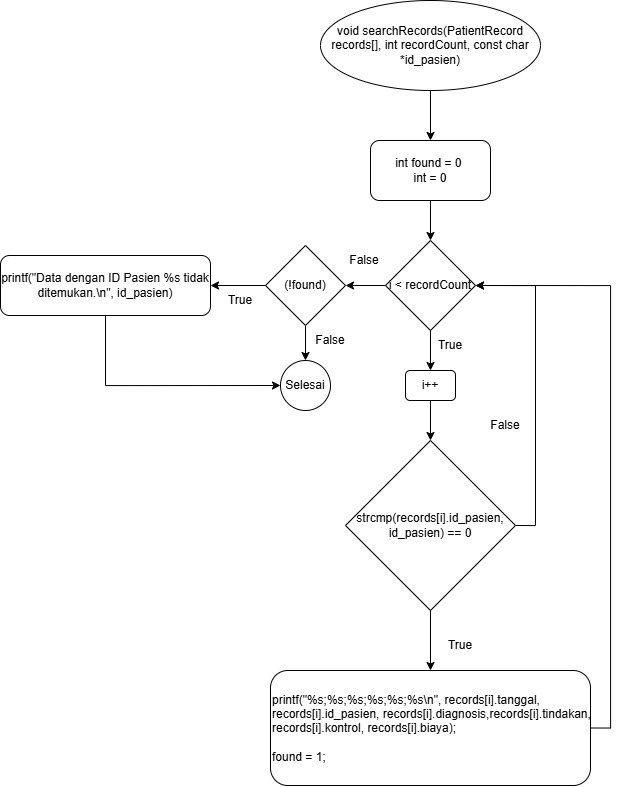 void searchRecords(PatientRecord
records[], int recordCount, const char
*id_pasien)
int found = 0
int = 0
False
i < recordCount
(!found)
printf("Data dengan ID Pasien %s tidak
ditemukan.\n", id_pasien)
True
False
True
Selesai
i++
False
strcmp(records[i].id_pasien,
id_pasien) == 0
True
printf("%s;%s;%s;%s;%s;%s\n", records[i].tanggal,
records[i].id_pasien, records[i].diagnosis,records[i].tindakan,
records[i].kontrol, records[i].biaya);
found = 1;